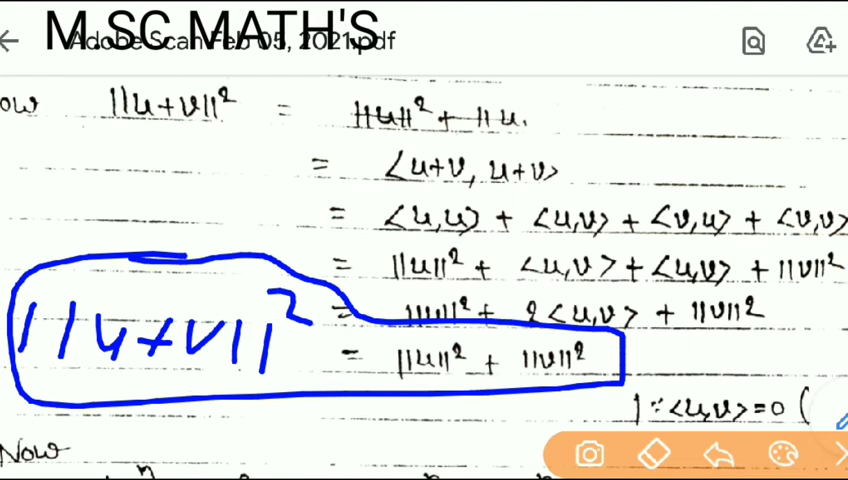 M.SC MATH'S
Adobe Scan Feb 05, 2021.pdf
ow ||u+v||² = ||u||² + ||u.
= <u+v, u+v>
= <u,u> + <u,v> + <v,u> + <v,v>
= ||u||² + <u,v> + <u,v> + ||v||²
= ||u||² + 2<u,v> + ||v||²
||u+v||² = ||u||² + ||v||²
| ∵ <u,v> = 0 (
Now